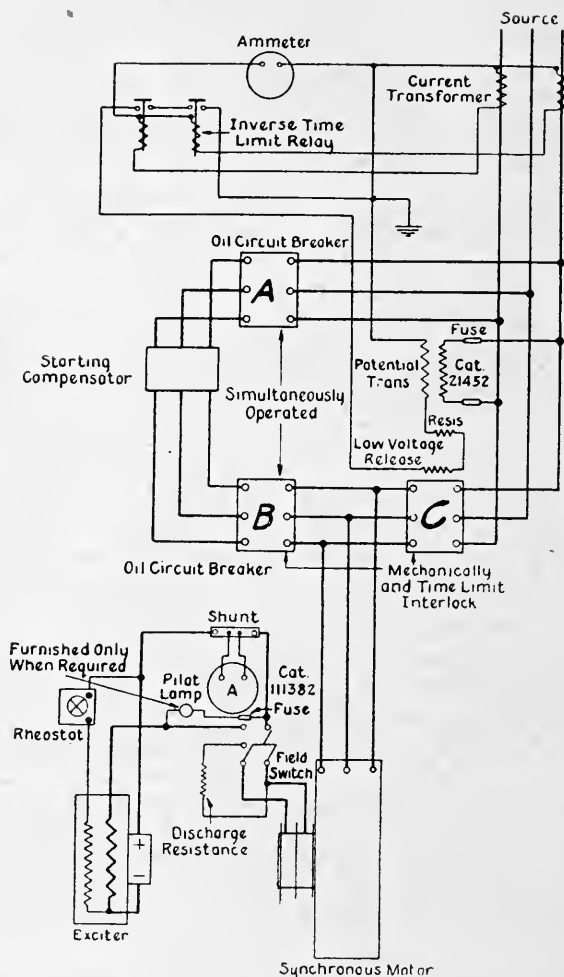 Source
Ammeter
Current
Transformer
Inverse Time
Limit Relay
Oil Circuit Breaker
A
Fuse
Starting
Compensator
Potential
Trans
Cat.
21452
Simultaneously
Operated
Resis
Low Voltage
Release
B
C
Oil Circuit Breaker
Mechanically
and Time Limit
Interlock
Shunt
Furnished Only
When Required
A
Cat.
111382
Pilot
Lamp
Fuse
Rheostat
Field
Switch
Discharge
Resistance
+
−
Exciter
Synchronous Motor